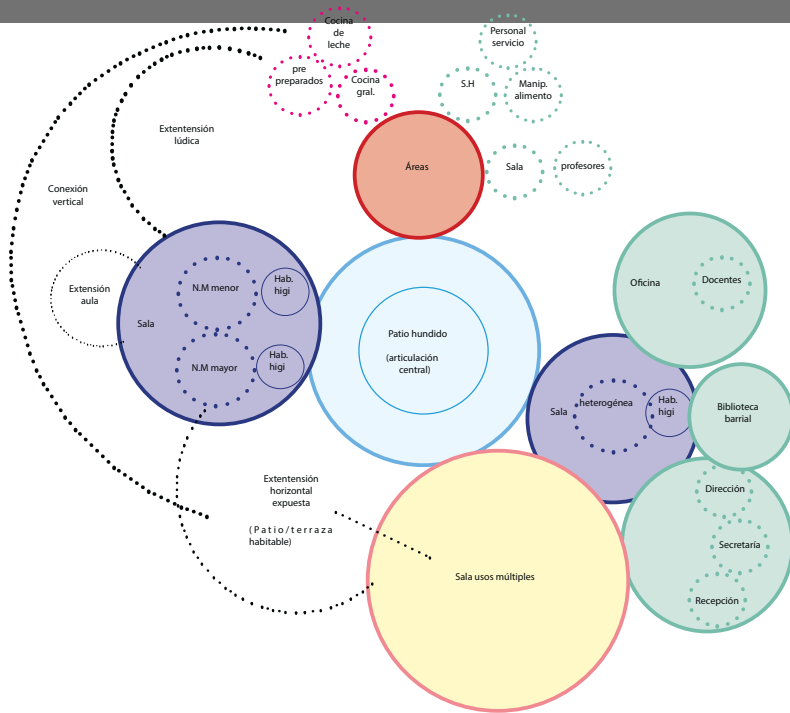 Cocina
de
leche
pre
preparados
Cocina
gral.
Personal
servicio
S.H
Manip.
alimento
Extentensión
lúdica
Áreas
Sala
profesores
Conexión
vertical
Extensión
aula
Sala
N.M menor
Hab.
higi
N.M mayor
Hab.
higi
Patio hundido
(articulación
central)
Oficina
Docentes
Sala
heterogénea
Hab.
higi
Biblioteca
barrial
Extentensión
horizontal
expuesta
(Patio/terraza
habitable)
Sala usos múltiples
Dirección
Secretaría
Recepción